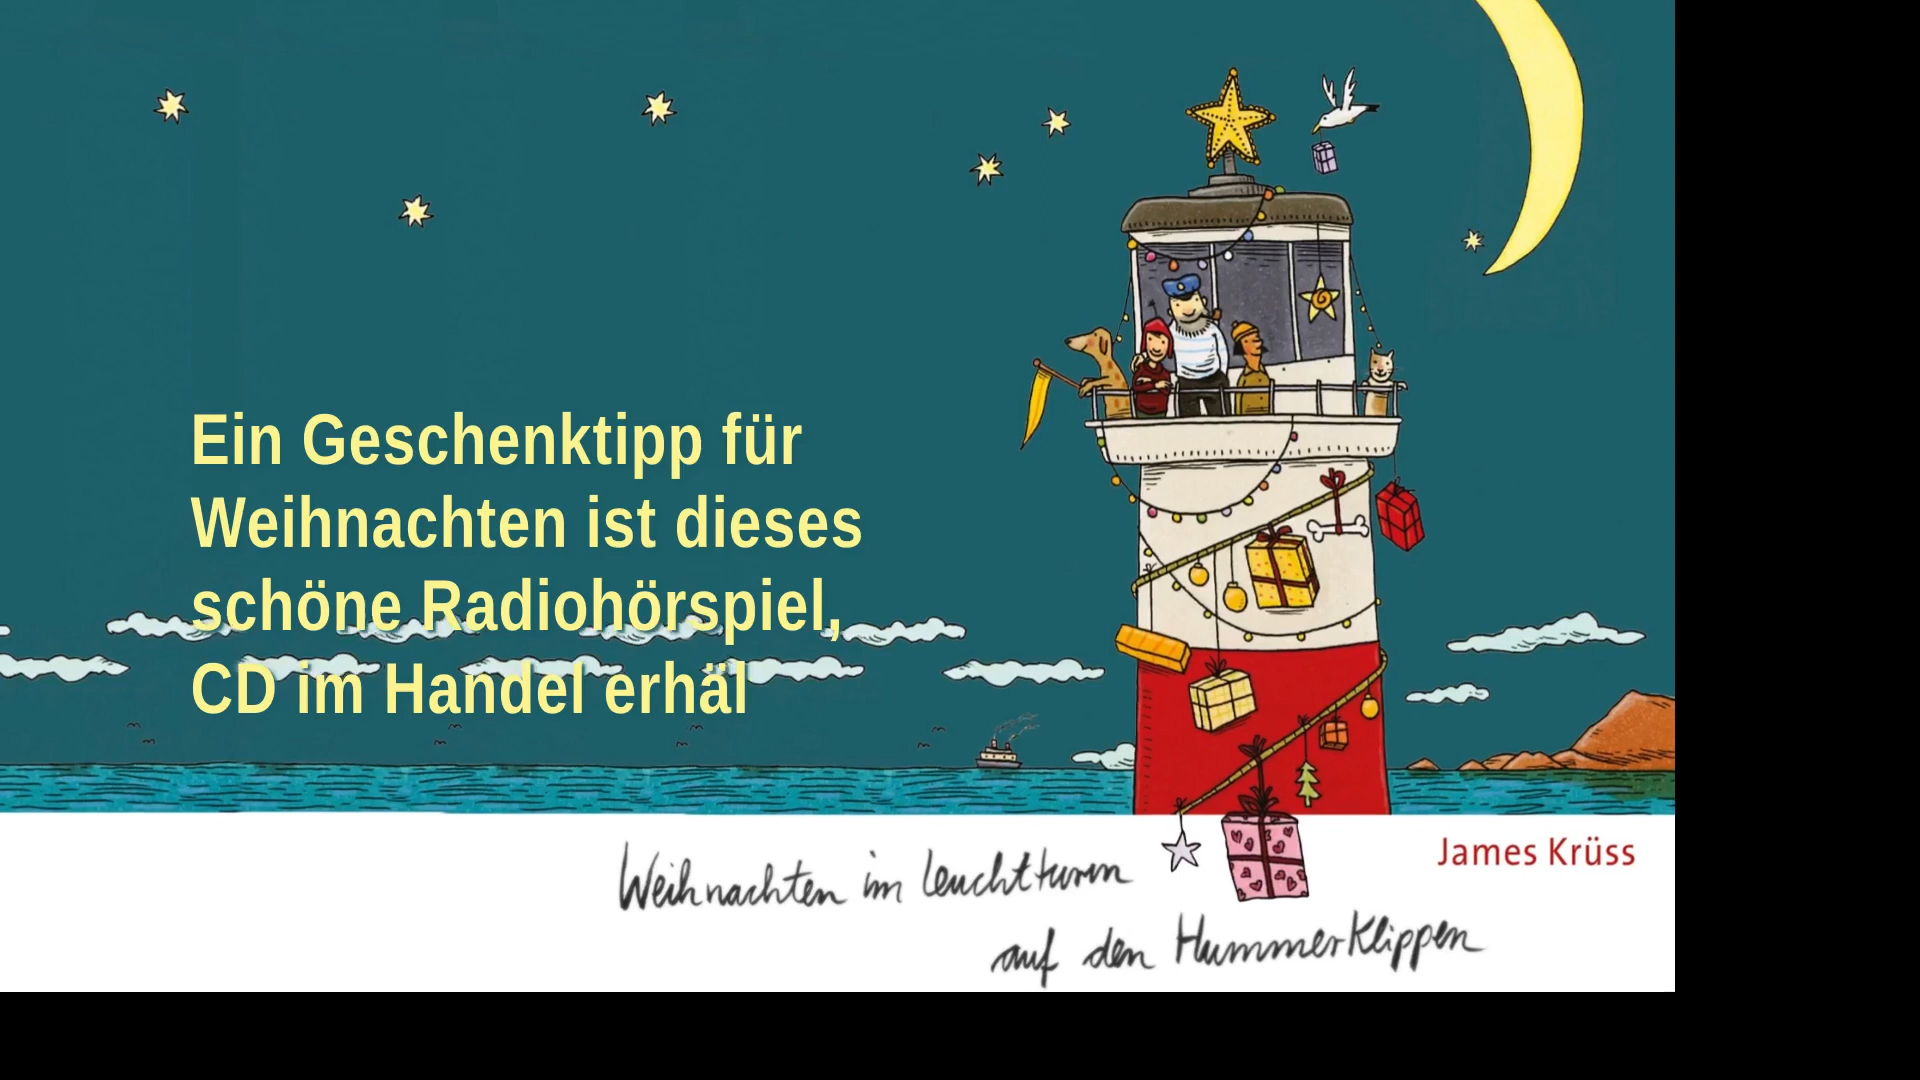 Ein Geschenktipp für
Weihnachten ist dieses
schöne Radiohörspiel,
CD im Handel erhäl
James Krüss
Weihnachten im Leuchtturm
auf den Hummerklippen